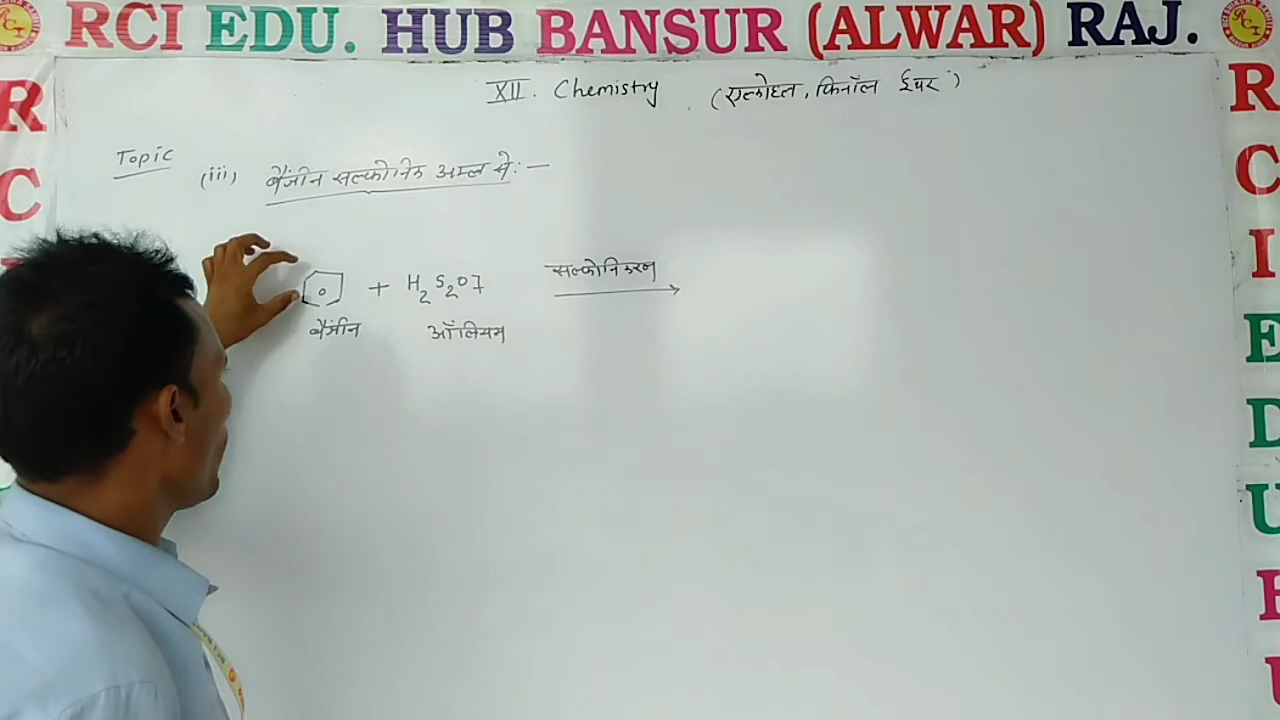 RCI EDU. HUB BANSUR (ALWAR) RAJ.
XII. Chemistry (एल्कोहल, फिनॉल ईथर)
Topic (iii) बैंजीन सल्फोनिक अम्ल से:-
+ H2S2O7 सल्फोनिकरण
बैंजीन ऑलियम
R
C
R
C
I
E
D
U